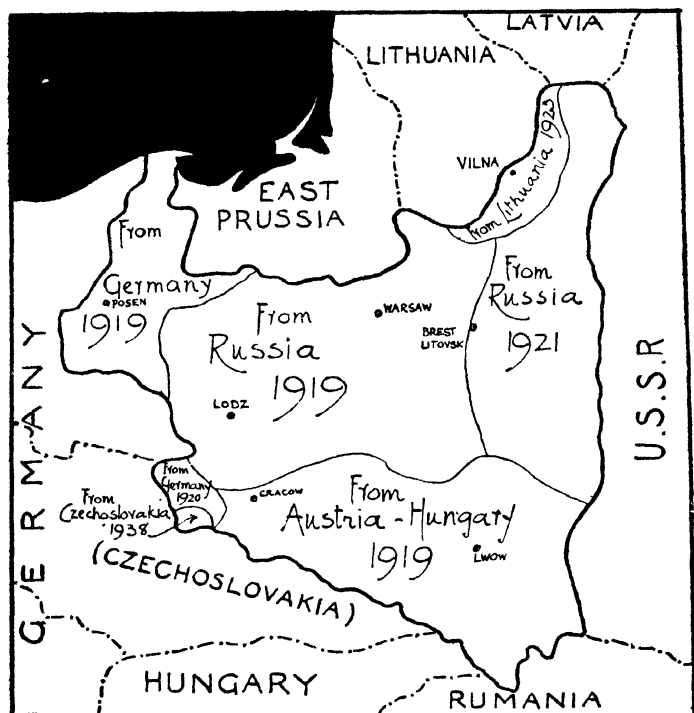 LATVIA
LITHUANIA
VILNA
From Lithuania 1923
EAST
PRUSSIA
From
Germany
POSEN
1919
From
Russia
1919
WARSAW
BREST
LITOVSK
From
Russia
1921
LODZ
GERMANY
U.S.S.R
From
Germany
1920
From
Czechoslovakia
1938
CRACOW
From
Austria-Hungary
1919
LWOW
(CZECHOSLOVAKIA)
HUNGARY
RUMANIA